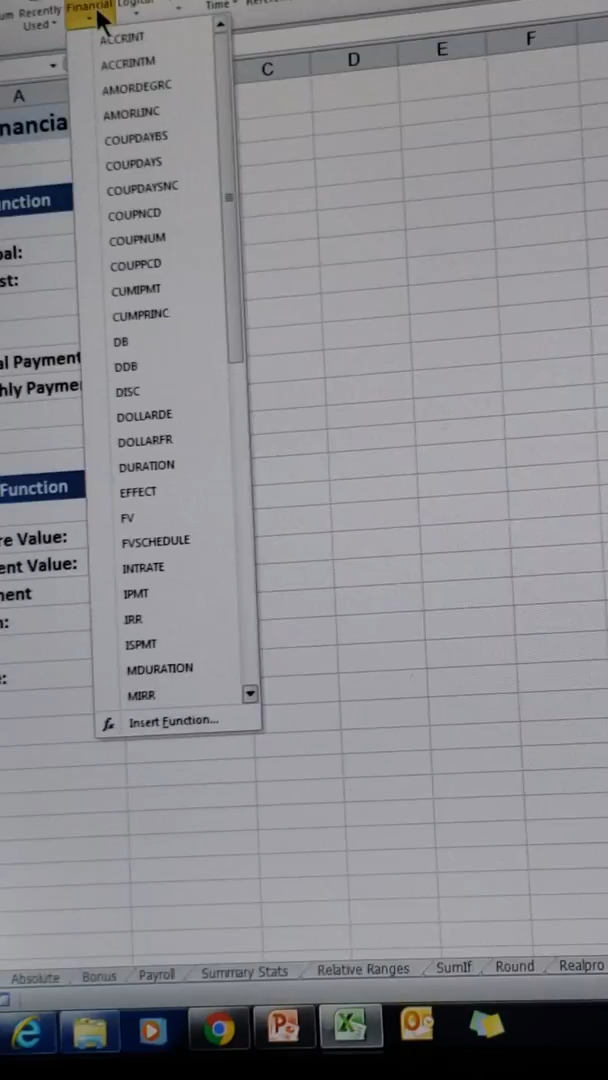 um Recently Financial Logical
Used Time
A C D E F
nancia
nction
al:
st:
al Payment
hly Payme
Function
re Value:
ent Value:
nent
n:
e:
ACCRINT
ACCRINTM
AMORDEGRC
AMORLINC
COUPDAYBS
COUPDAYS
COUPDAYSNC
COUPNCD
COUPNUM
COUPPCD
CUMIPMT
CUMPRINC
DB
DDB
DISC
DOLLARDE
DOLLARFR
DURATION
EFFECT
FV
FVSCHEDULE
INTRATE
IPMT
IRR
ISPMT
MDURATION
MIRR
fx Insert Function...
Absolute Bonus Payroll Summary Stats Relative Ranges SumIf Round Realpro